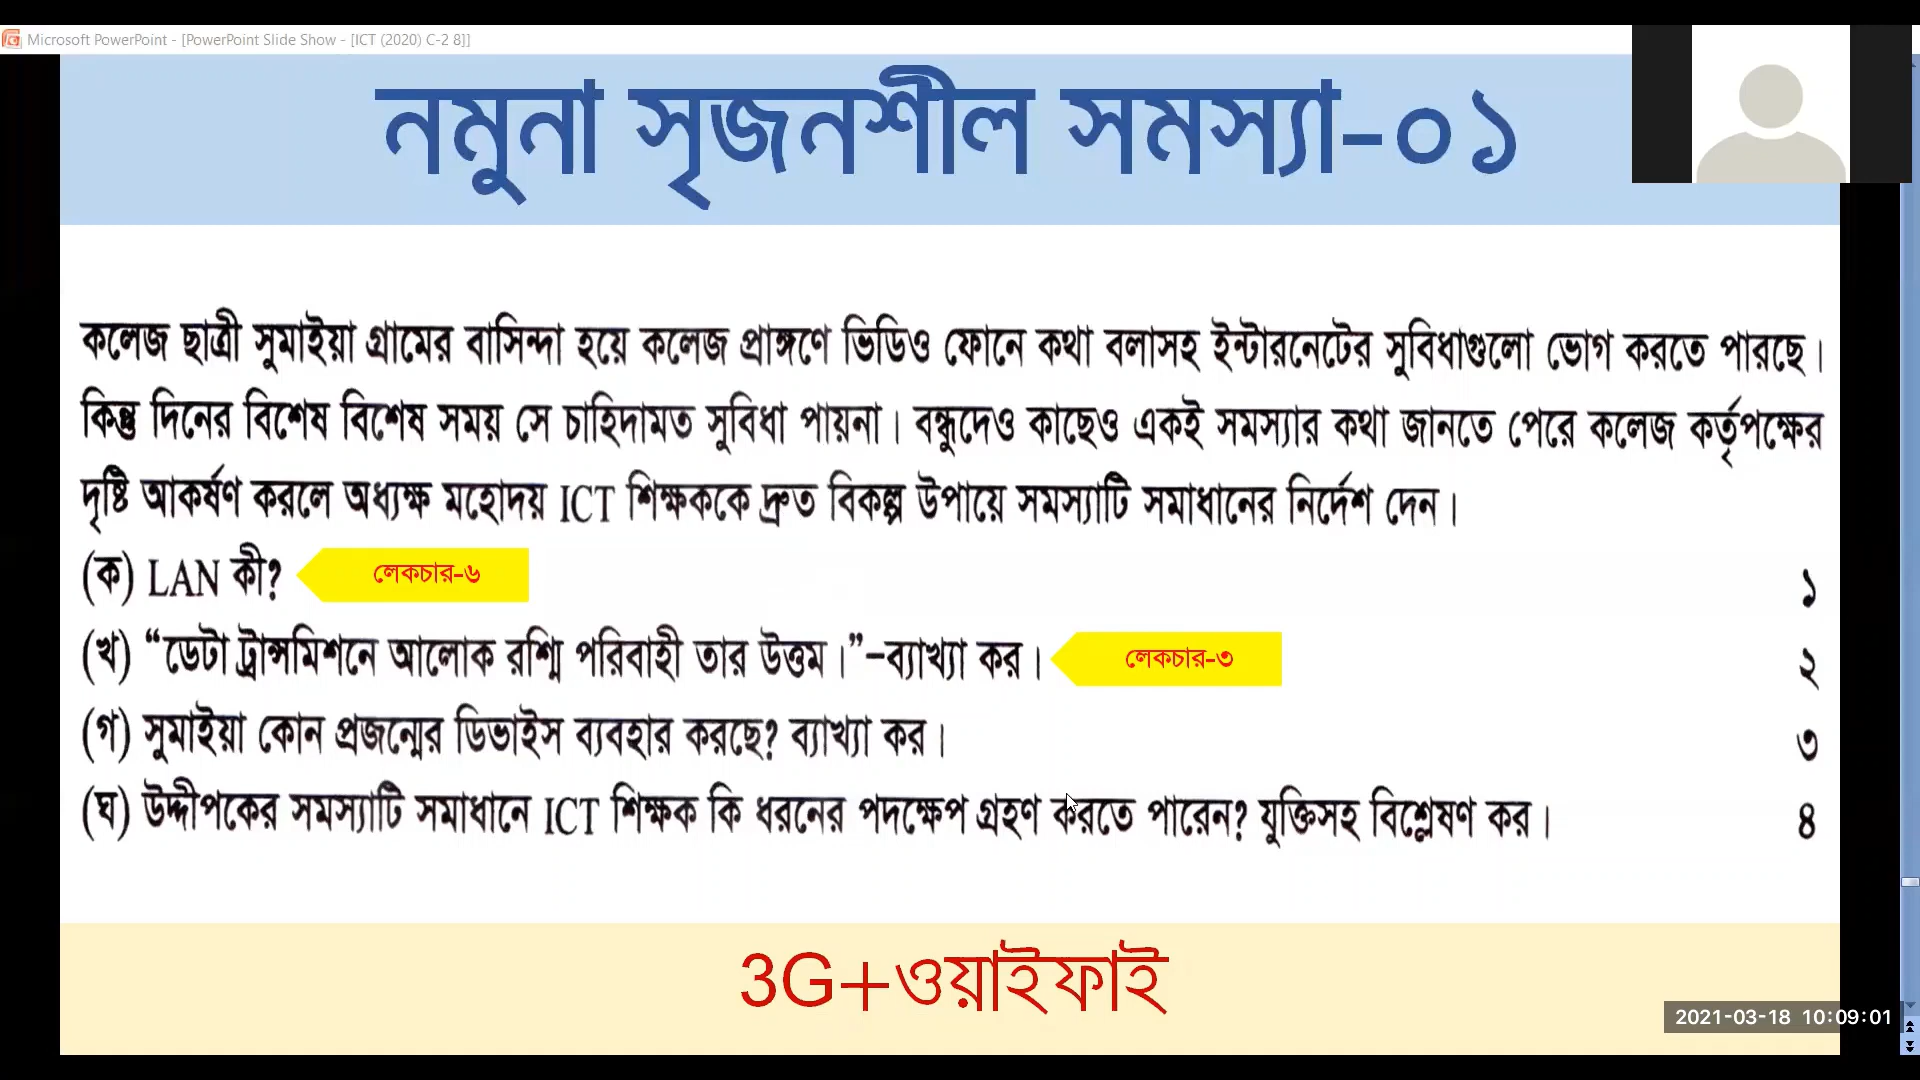 Microsoft PowerPoint - [PowerPoint Slide Show - [ICT (2020) C-2 8]]
নমুনা সৃজনশীল সমস্যা-০১
কলেজ ছাত্রী সুমাইয়া গ্রামের বাসিন্দা হয়ে কলেজ প্রাঙ্গণে ভিডিও ফোনে কথা বলাসহ ইন্টারনেটের সুবিধাগুলো ভোগ করতে পারছে।
কিন্তু দিনের বিশেষ বিশেষ সময় সে চাহিদামত সুবিধা পায়না। বন্ধুদেও কাছেও একই সমস্যার কথা জানতে পেরে কলেজ কর্তৃপক্ষের
দৃষ্টি আকর্ষণ করলে অধ্যক্ষ মহোদয় ICT শিক্ষককে দ্রুত বিকল্প উপায়ে সমস্যাটি সমাধানের নির্দেশ দেন।
(ক) LAN কী? লেকচার-৬ ১
(খ) “ডেটা ট্রান্সমিশনে আলোক রশ্মি পরিবাহী তার উত্তম।”-ব্যাখ্যা কর। লেকচার-৩ ২
(গ) সুমাইয়া কোন প্রজন্মের ডিভাইস ব্যবহার করছে? ব্যাখ্যা কর। ৩
(ঘ) উদ্দীপকের সমস্যাটি সমাধানে ICT শিক্ষক কি ধরনের পদক্ষেপ গ্রহণ করতে পারেন? যুক্তিসহ বিশ্লেষণ কর। ৪
3G+ওয়াইফাই
2021-03-18 10:09:01